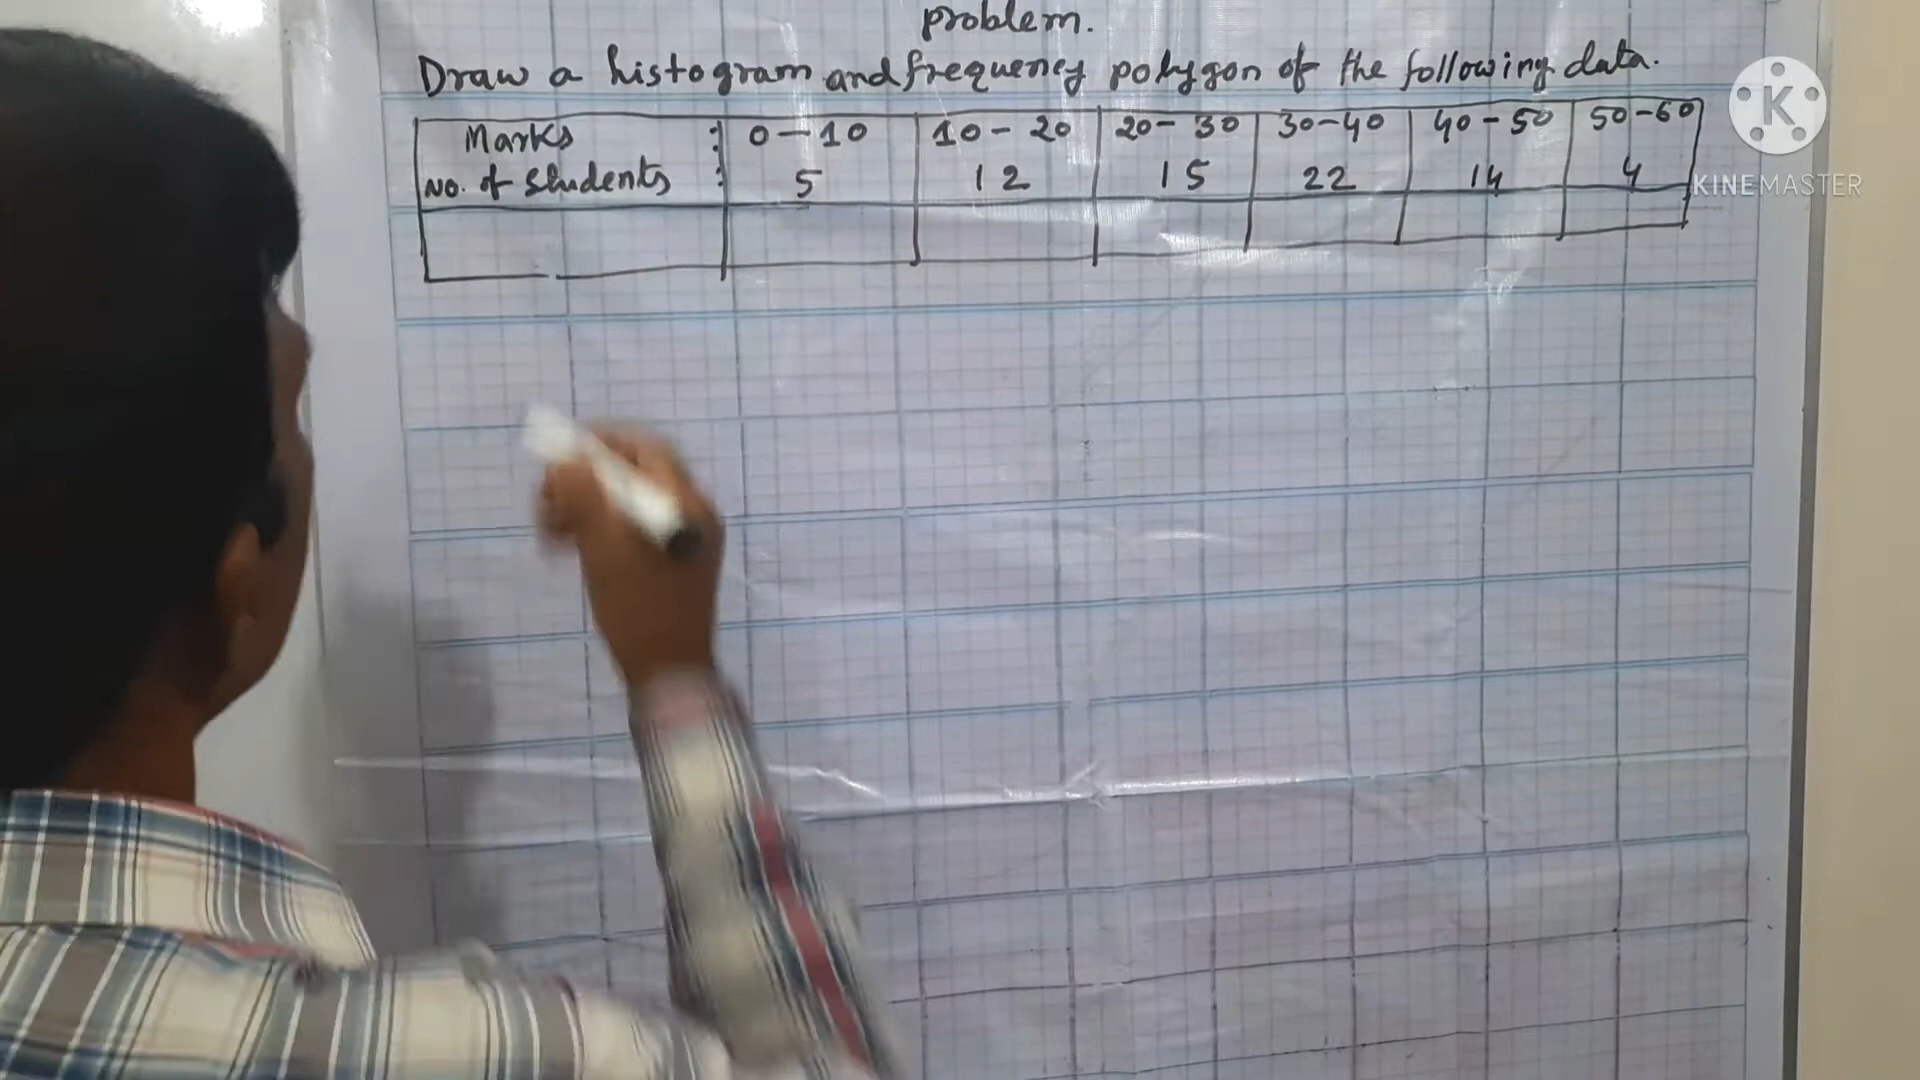 problem.
Draw a histogram and frequency polygon of the following data.
Marks : 0-10 10-20 20-30 30-40 40-50 50-60
No. of Students : 5 12 15 22 14 4
K
KINEMASTER